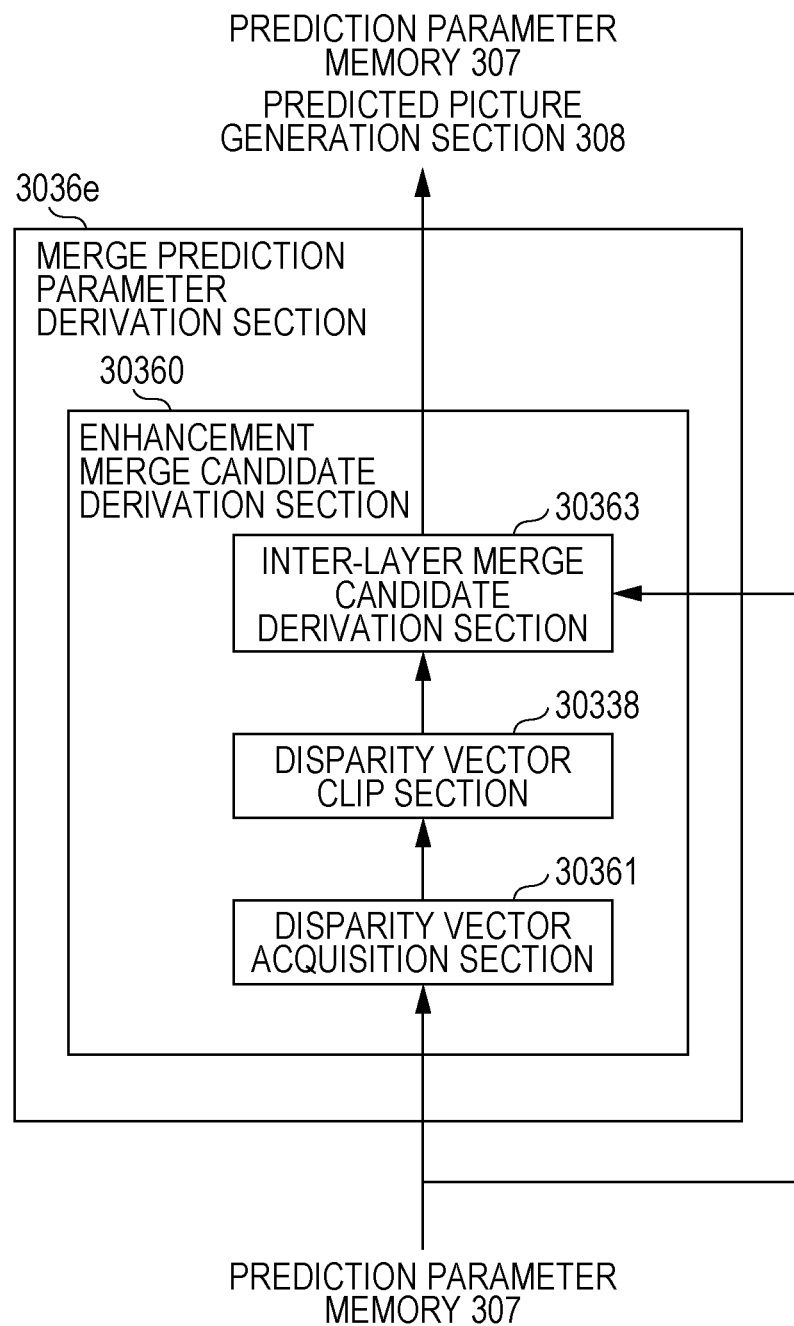 PREDICTION PARAMETER
MEMORY 307
PREDICTED PICTURE
GENERATION SECTION 308
3036e
MERGE PREDICTION
PARAMETER
DERIVATION SECTION
30360
ENHANCEMENT
MERGE CANDIDATE
DERIVATION SECTION
30363
INTER-LAYER MERGE
CANDIDATE
DERIVATION SECTION
30338
DISPARITY VECTOR
CLIP SECTION
30361
DISPARITY VECTOR
ACQUISITION SECTION
PREDICTION PARAMETER
MEMORY 307